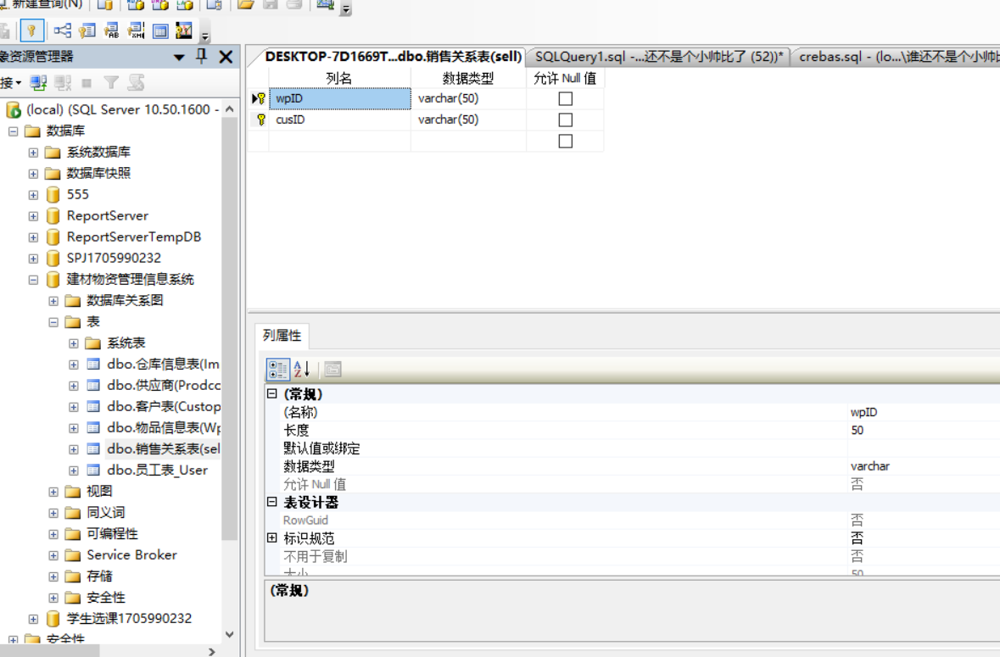 新建查询(N)
象资源管理器
接
(local) (SQL Server 10.50.1600 -
数据库
系统数据库
数据库快照
555
ReportServer
ReportServerTempDB
SPJ1705990232
建材物资管理信息系统
数据库关系图
表
系统表
dbo.仓库信息表(Im
dbo.供应商(Prodco
dbo.客户表(Custop
dbo.物品信息表(Wp
dbo.销售关系表(sel
dbo.员工表_User
视图
同义词
可编程性
Service Broker
存储
安全性
学生选课1705990232
安全性
DESKTOP-7D1669T...dbo.销售关系表(sell)
SQLQuery1.sql -...还不是个小帅比了 (52))*
crebas.sql - (lo...\谁还不是个小帅比
列名 数据类型 允许 Null 值
wpID varchar(50)
cusID varchar(50)
列属性
(常规)
(名称) wpID
长度 50
默认值或绑定
数据类型 varchar
允许 Null 值 否
表设计器
RowGuid 否
标识规范 否
不用于复制 否
大小 50
(常规)